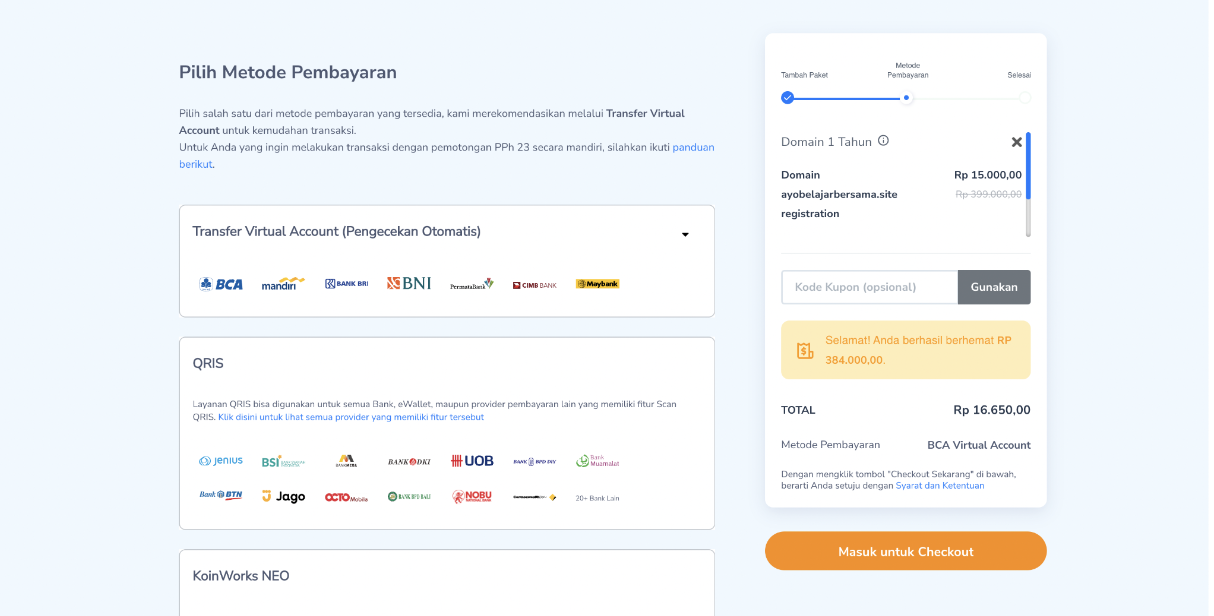 Pilih Metode Pembayaran
Pilih salah satu dari metode pembayaran yang tersedia, kami merekomendasikan melalui Transfer Virtual
Account untuk kemudahan transaksi.
Untuk Anda yang ingin melakukan transaksi dengan pemotongan PPh 23 secara mandiri, silahkan ikuti panduan
berikut.
Transfer Virtual Account (Pengecekan Otomatis)
BCA mandiri BANK BRI BNI PermataBank CIMB BANK Maybank
QRIS
Layanan QRIS bisa digunakan untuk semua Bank, eWallet, maupun provider pembayaran lain yang memiliki fitur Scan
QRIS. Klik disini untuk lihat semua provider yang memiliki fitur tersebut
jenius BSI BANK DKI UOB BANK BPD DIY Bank Muamalat
Bank BTN Jago OCTO Mobile BANK BPD BALI NOBU 20+ Bank Lain
KoinWorks NEO
Tambah Paket
Metode
Pembayaran
Selesai
Domain 1 Tahun
Domain Rp 15.000,00
ayobelajarbersama.site Rp 399.000,00
registration
Kode Kupon (opsional) Gunakan
Selamat! Anda berhasil berhemat RP
384.000,00.
TOTAL Rp 16.650,00
Metode Pembayaran BCA Virtual Account
Dengan mengklik tombol "Checkout Sekarang" di bawah,
berarti Anda setuju dengan Syarat dan Ketentuan
Masuk untuk Checkout